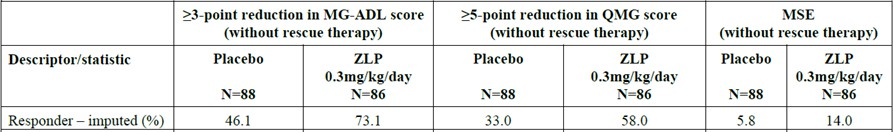 ≥3-point reduction in MG-ADL score (without rescue therapy) ≥5-point reduction in QMG score (without rescue therapy) MSE (without rescue therapy)
Descriptor/statistic Placebo N=88 ZLP 0.3mg/kg/day N=86 Placebo N=88 ZLP 0.3mg/kg/day N=86 Placebo N=88 ZLP 0.3mg/kg/day N=86
Responder – imputed (%) 46.1 73.1 33.0 58.0 5.8 14.0